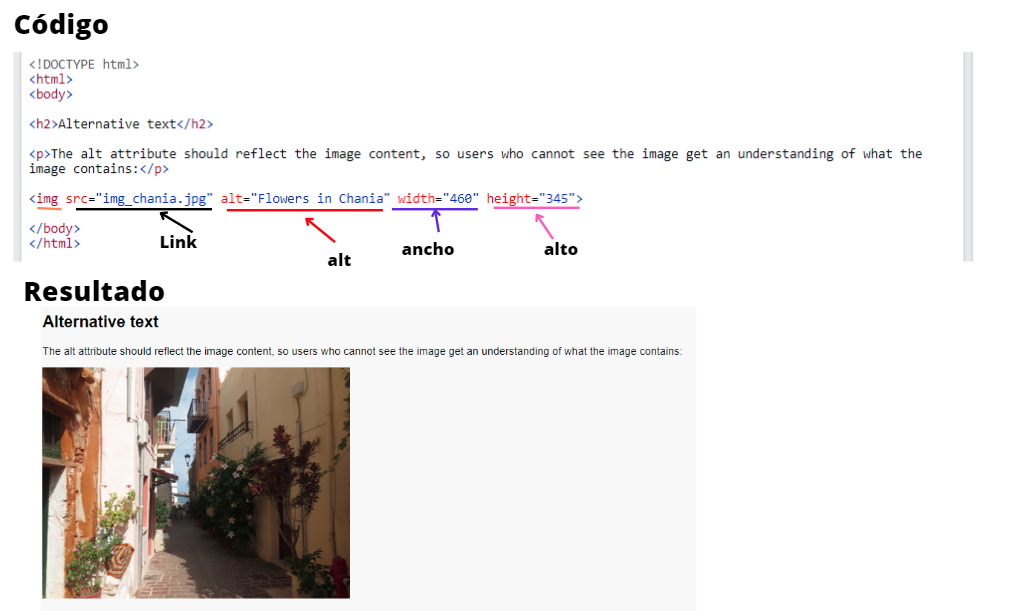 Código
<!DOCTYPE html>
<html>
<body>
<h2>Alternative text</h2>
<p>The alt attribute should reflect the image content, so users who cannot see the image get an understanding of what the
image contains:</p>
<img src="img_chania.jpg" alt="Flowers in Chania" width="460" height="345">
</body>
</html>
Link
alt
ancho
alto
Resultado
Alternative text
The alt attribute should reflect the image content, so users who cannot see the image get an understanding of what the image contains: